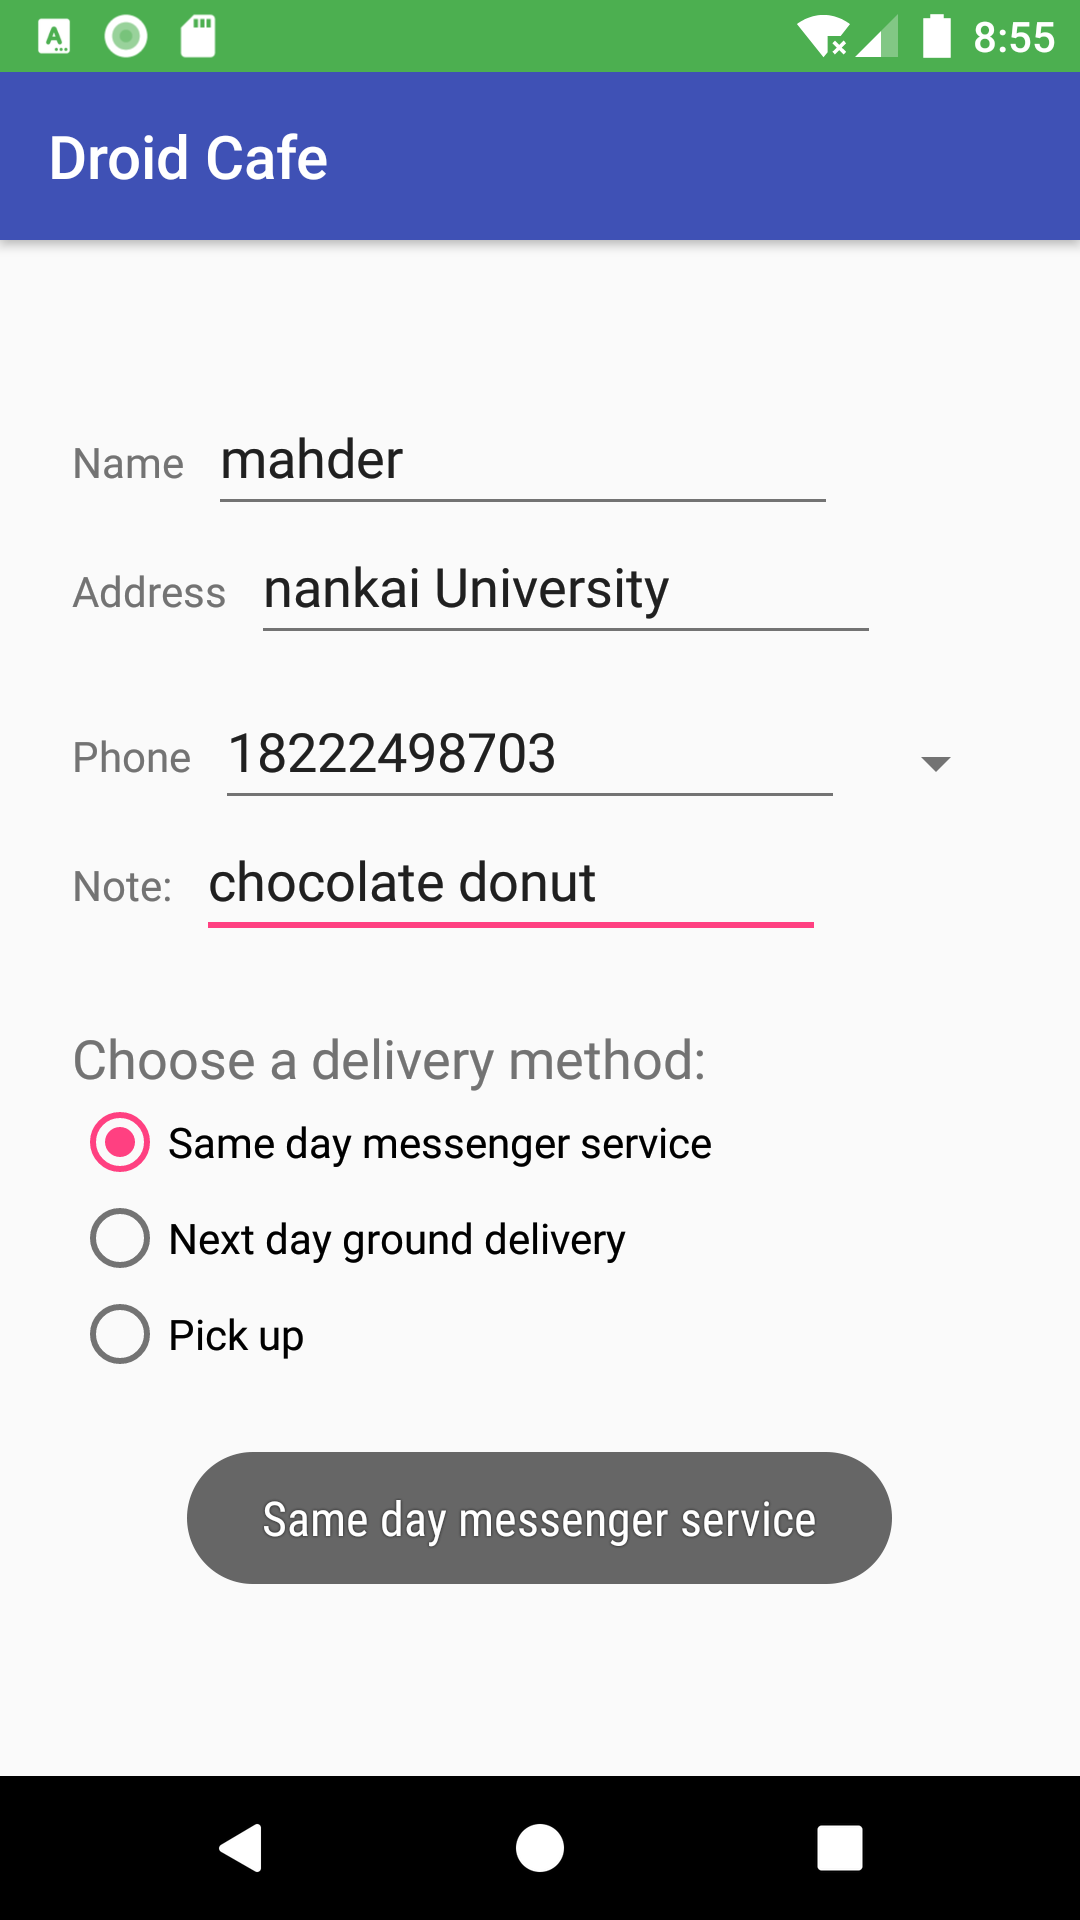 8:55
Droid Cafe
Name mahder
Address nankai University
Phone 18222498703
Note: chocolate donut
Choose a delivery method:
Same day messenger service
Next day ground delivery
Pick up
Same day messenger service